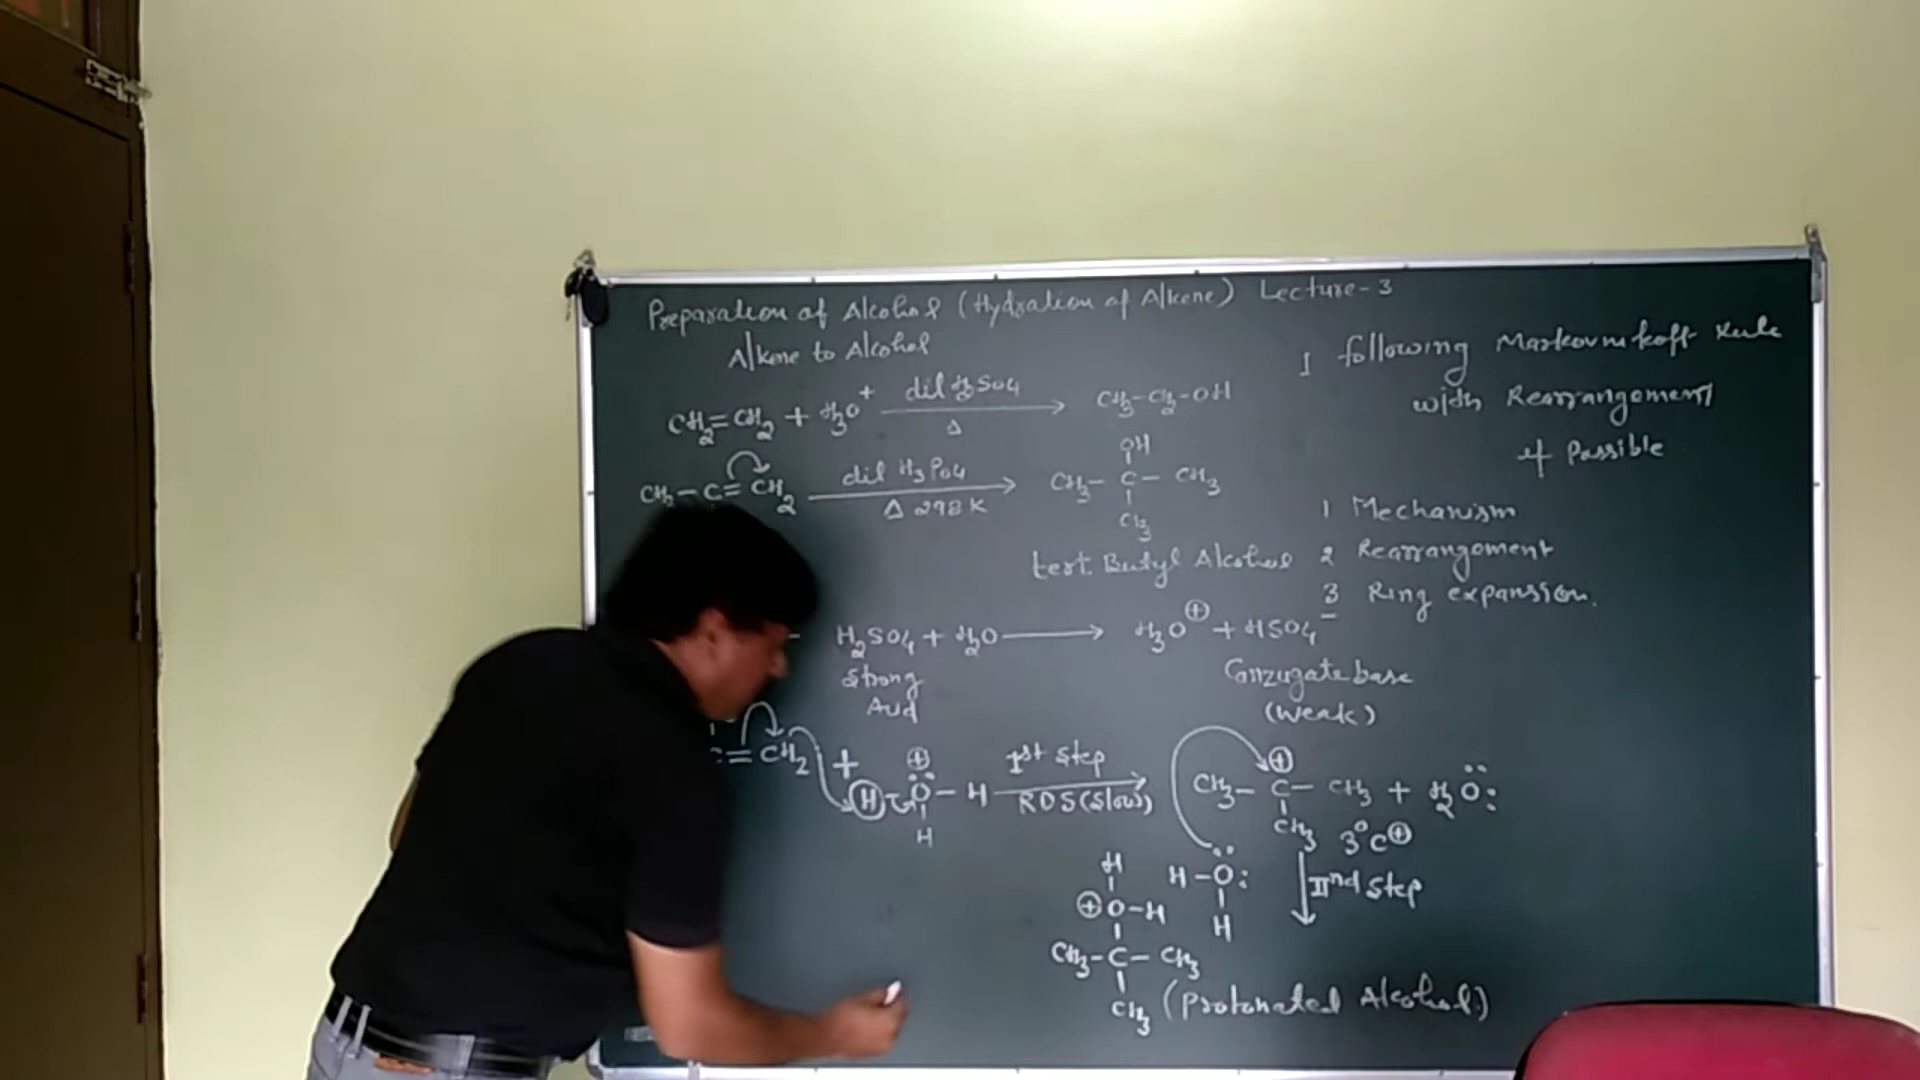 Preparation of Alcohol (Hydration of Alkene) Lecture-3
Alkene to Alcohol
CH2=CH2 + H3O+ dil H2SO4 Δ → CH3-CH2-OH
CH3-C=CH2 dil H3PO4 Δ 298K →
OH
CH3-C-CH3
CH3
tert. Butyl Alcohol
1 following Markovnikoff Rule
with Rearrangement
if Possible
1 Mechanism
2 Rearrangement
3 Ring expansion.
H2SO4 + H2O → H3O⊕ + HSO4−
Strong
Acid
Conzugate base
(weak)
=CH2 + H-O-H
⊕
H
1st Step
RDS (Slow)
⊕
CH3-C-CH3 + H2O:
CH3
3°C⊕
H-O:
H
IInd Step
H
⊕O-H
CH3-C-CH3
CH3
(Protonated Alcohol)